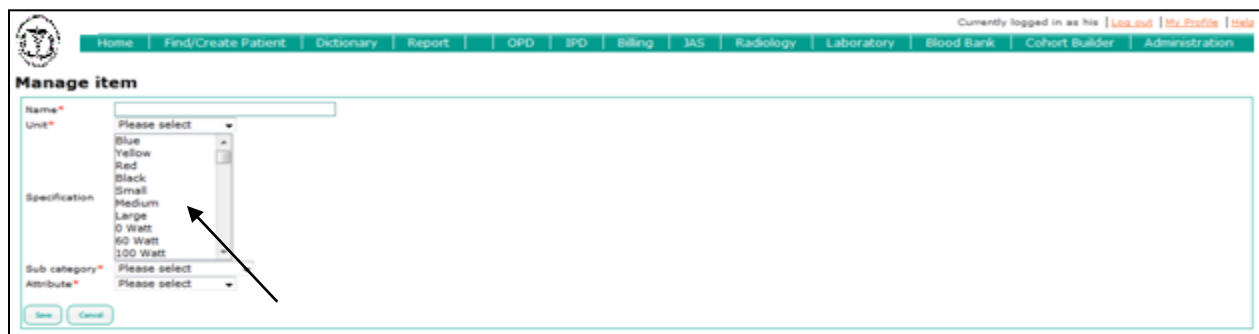 Currently logged in as his | Log out | My Profile | Help
Home | Find/Create Patient | Dictionary | Report | | OPD | IPD | Billing | JAS | Radiology | Laboratory | Blood Bank | Cohort Builder | Administration
Manage item
Name*
Unit* Please select
Blue
Yellow
Red
Black
Specification Small
Medium
Large
0 Watt
60 Watt
100 Watt
Sub category* Please select
Attribute* Please select
Save Cancel